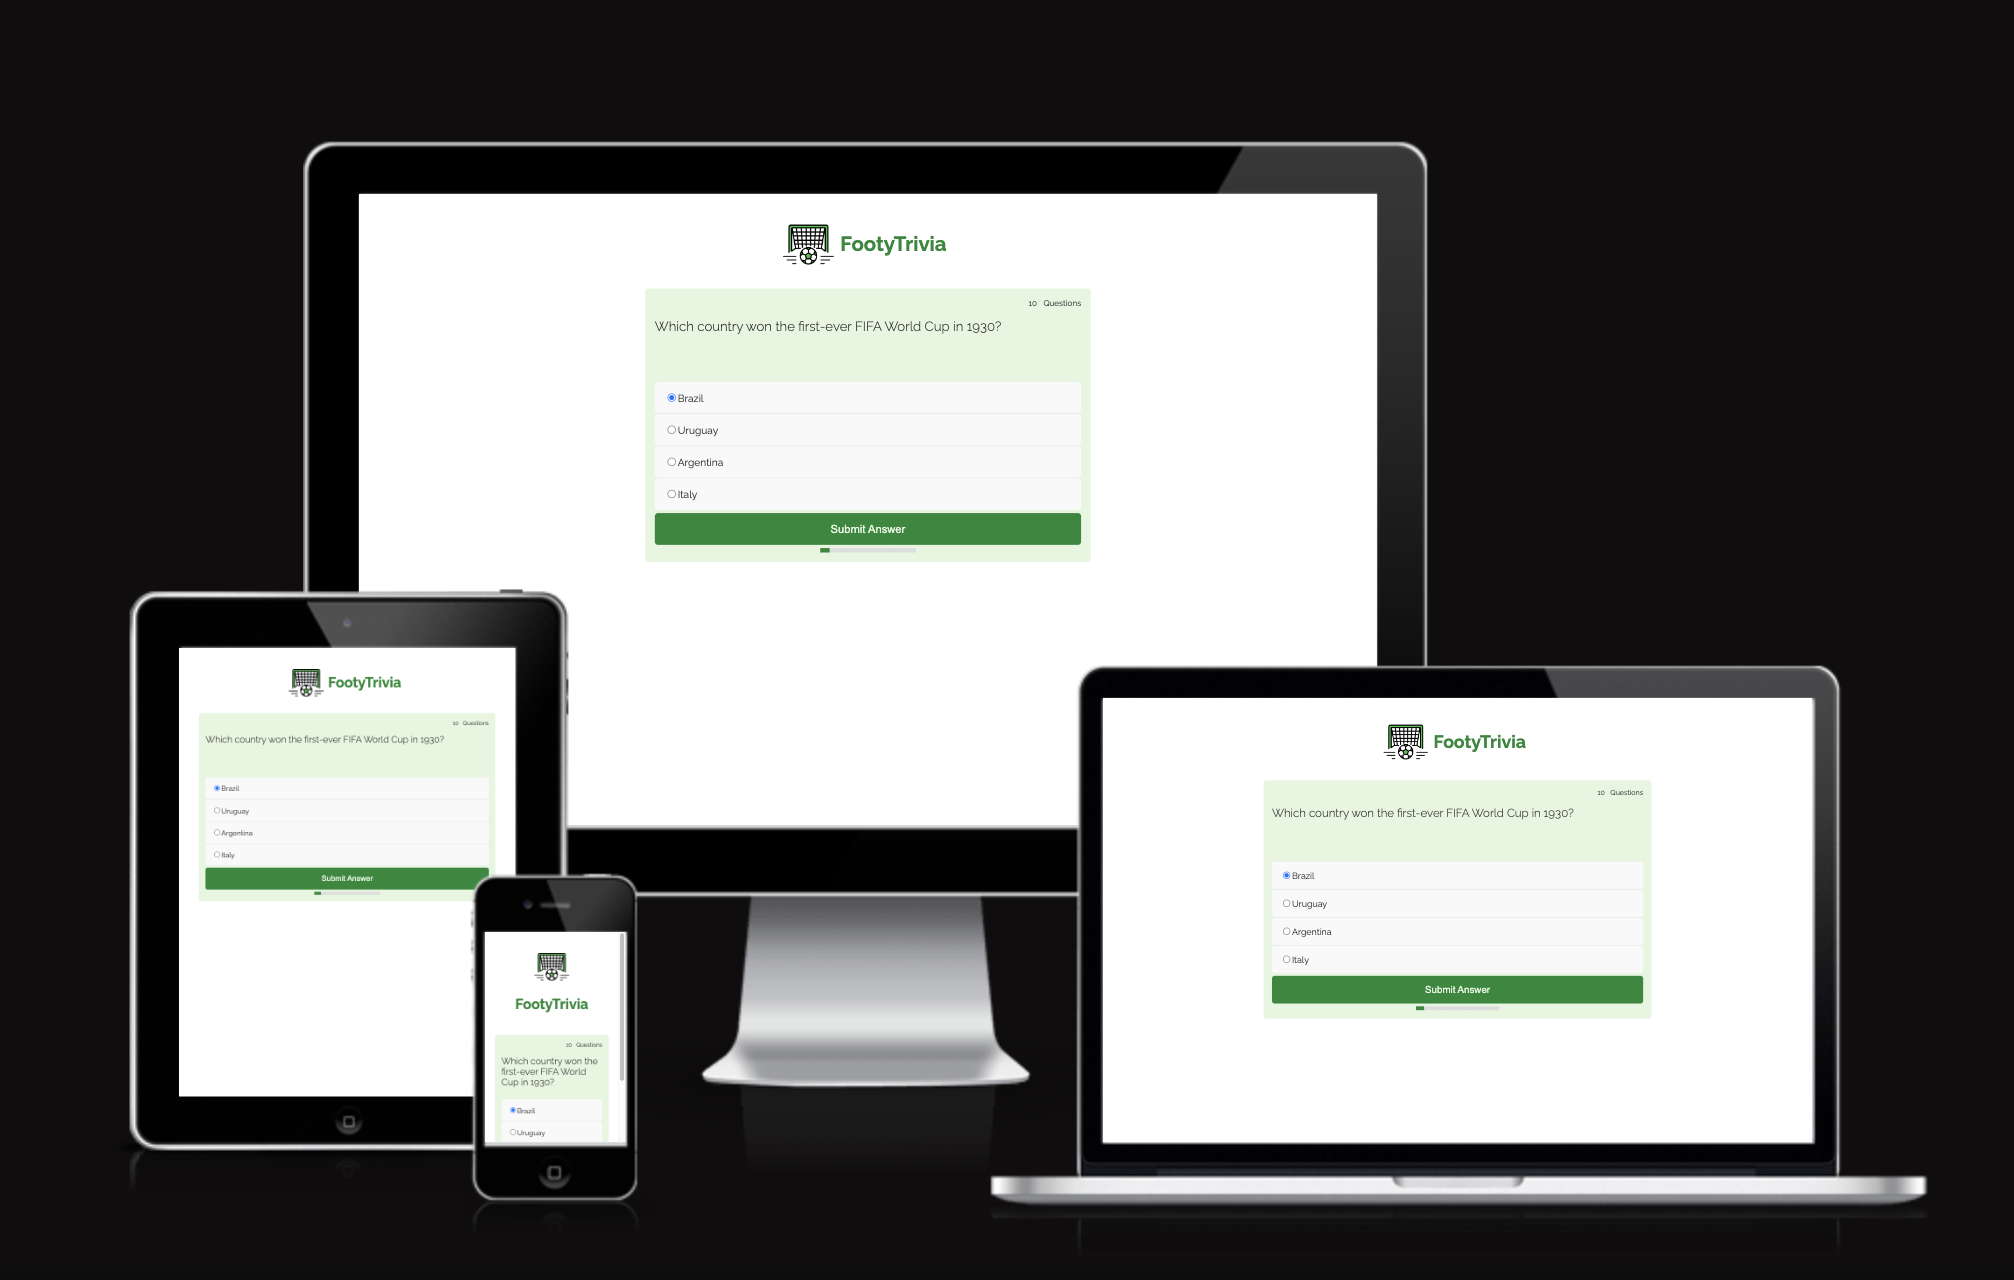 FootyTrivia
10 Questions
Which country won the first-ever FIFA World Cup in 1930?
Brazil
Uruguay
Argentina
Italy
Submit Answer
FootyTrivia
10 Questions
Which country won the first-ever FIFA World Cup in 1930?
Brazil
Uruguay
Argentina
Italy
Submit Answer
FootyTrivia
10 Questions
Which country won the
first-ever FIFA World
Cup in 1930?
Brazil
Uruguay
FootyTrivia
10 Questions
Which country won the first-ever FIFA World Cup in 1930?
Brazil
Uruguay
Argentina
Italy
Submit Answer